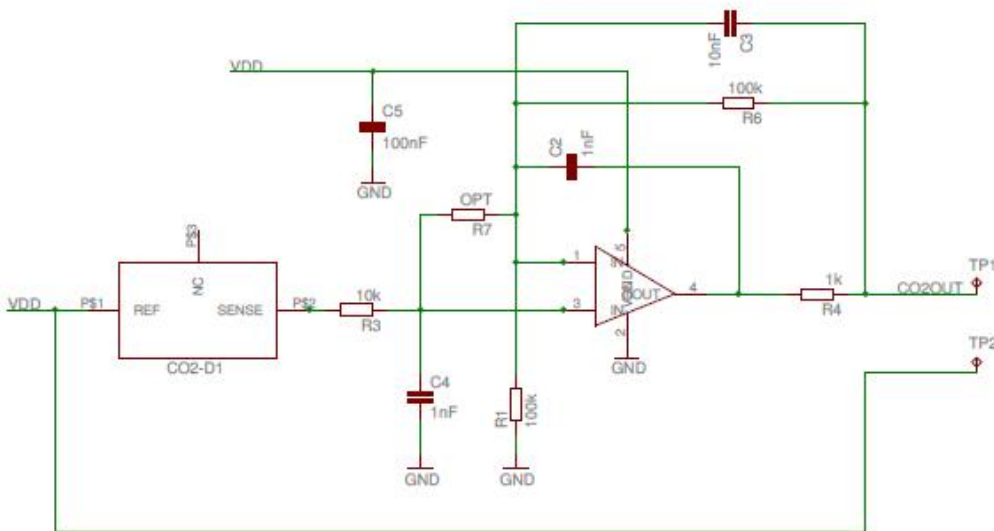 10nF
C3
VDD
100k
R6
C5
100nF
C2
1nF
GND
OPT
R7
P$3
NC
1
IN
5
3
IN
OUT
4
2
GND
TP1
CO2OUT
1k
R4
TP2
VDD
P$1
REF
SENSE
P$2
10k
R3
CO2-D1
C4
1nF
R1
100k
GND
GND